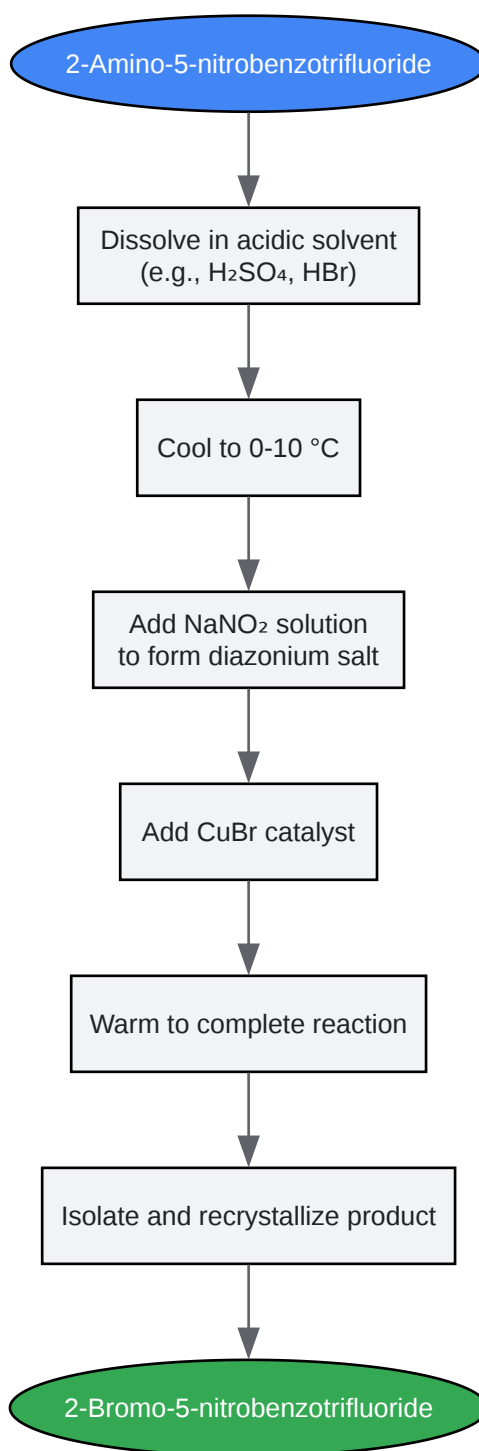 2-Amino-5-nitrobenzotrifluoride
Dissolve in acidic solvent
(e.g., H₂SO₄, HBr)
Cool to 0-10 °C
Add NaNO₂ solution
to form diazonium salt
Add CuBr catalyst
Warm to complete reaction
Isolate and recrystallize product
2-Bromo-5-nitrobenzotrifluoride